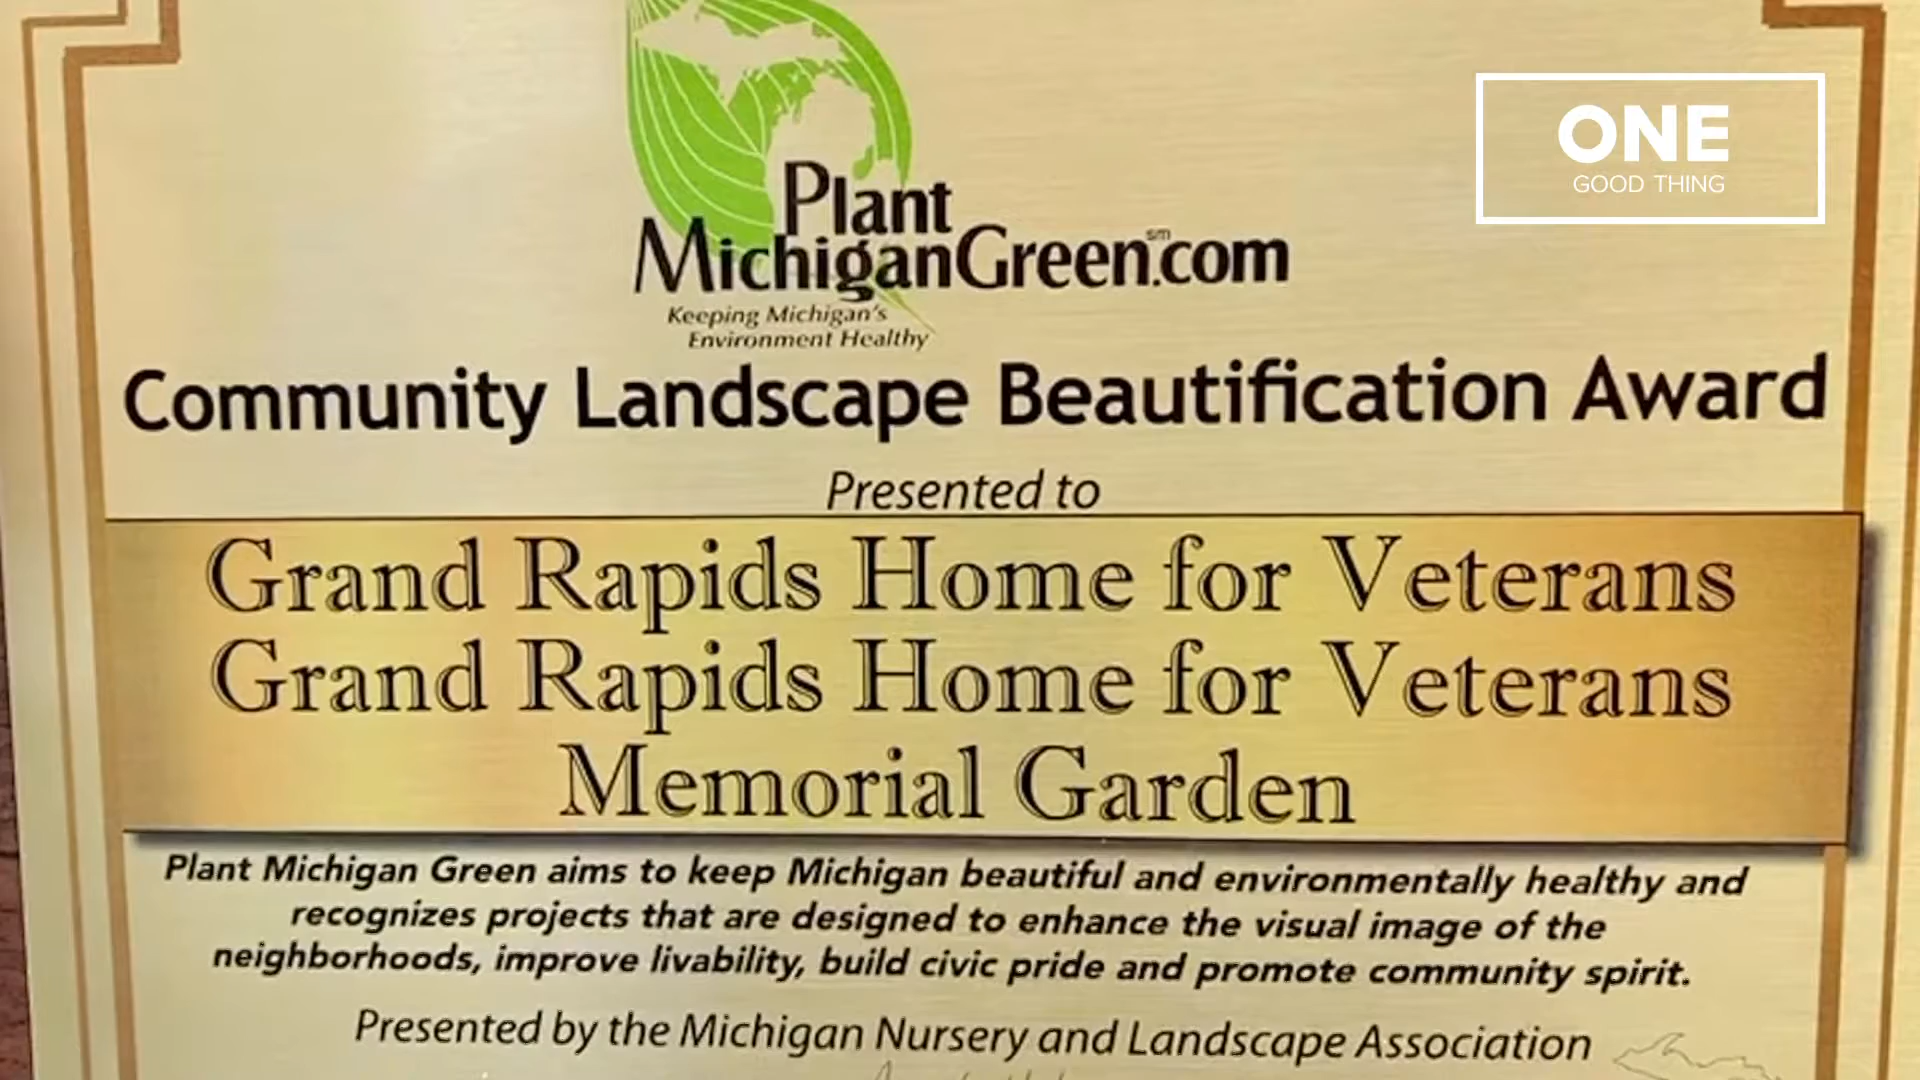 ONE
GOOD THING
Plant
MichiganGreen.com℠
Keeping Michigan's
Environment Healthy
Community Landscape Beautification Award
Presented to
Grand Rapids Home for Veterans
Grand Rapids Home for Veterans
Memorial Garden
Plant Michigan Green aims to keep Michigan beautiful and environmentally healthy and
recognizes projects that are designed to enhance the visual image of the
neighborhoods, improve livability, build civic pride and promote community spirit.
Presented by the Michigan Nursery and Landscape Association